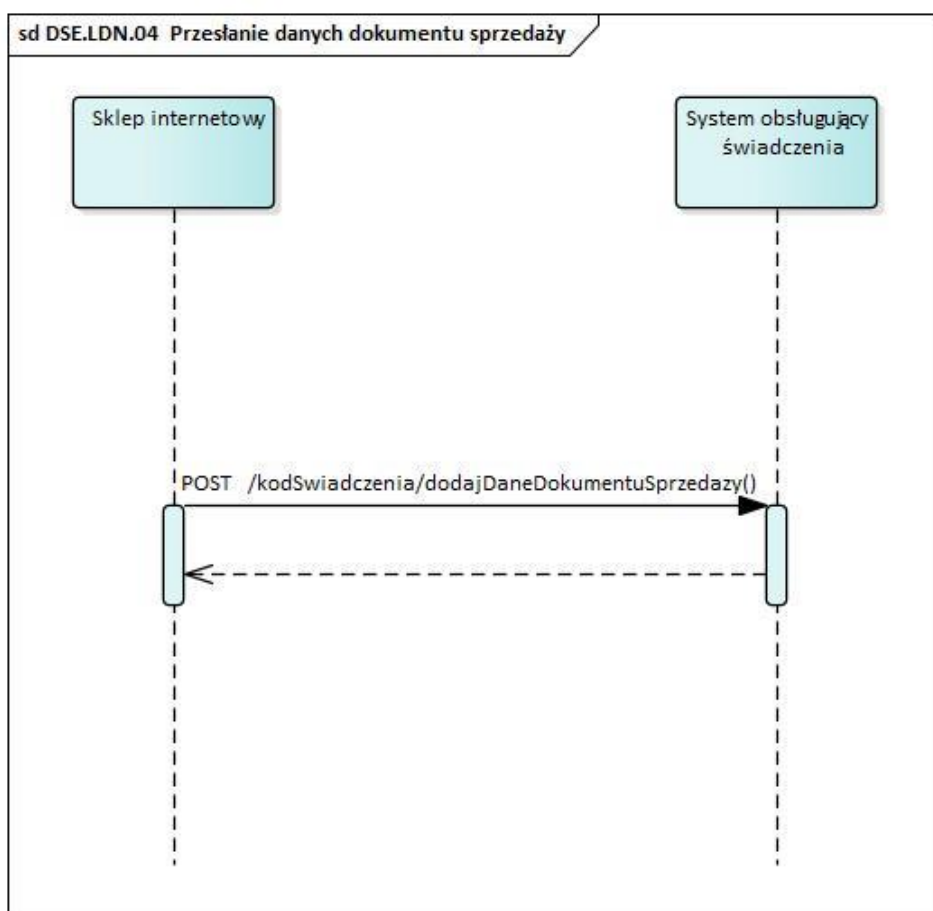 sd DSE.LDN.04 Przesłanie danych dokumentu sprzedaży
Sklep internetowy
System obsługujący
świadczenia
POST /kodSwiadczenia/dodajDaneDokumentuSprzedazy()